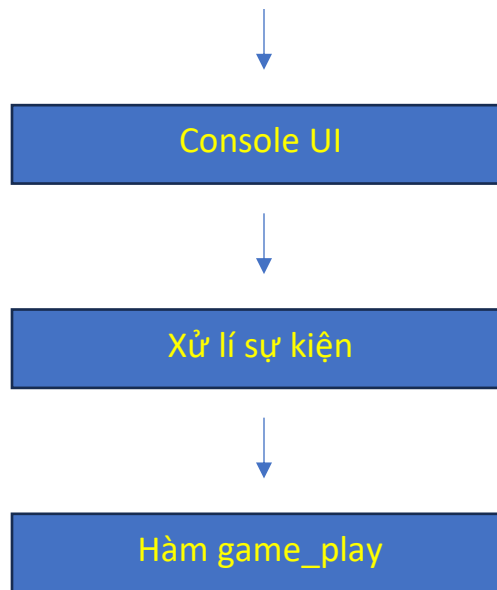 Console UI
Xử lí sự kiện
Hàm game_play